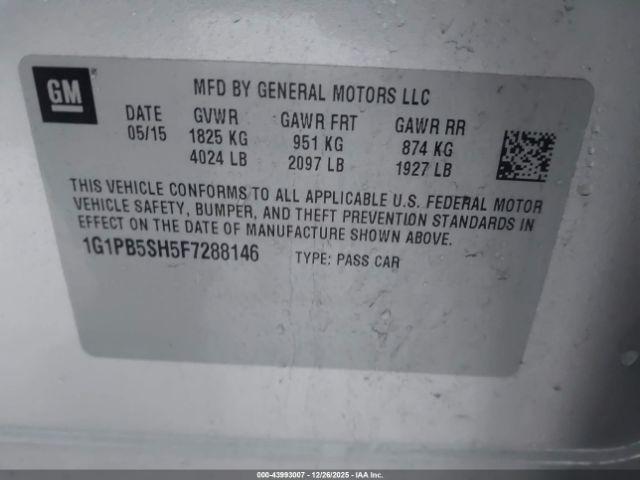 GM
MFD BY GENERAL MOTORS LLC
DATE GVWR GAWR FRT GAWR RR
05/15 1825 KG 951 KG 874 KG
4024 LB 2097 LB 1927 LB
THIS VEHICLE CONFORMS TO ALL APPLICABLE U.S. FEDERAL MOTOR
VEHICLE SAFETY, BUMPER, AND THEFT PREVENTION STANDARDS IN
EFFECT ON THE DATE OF MANUFACTURE SHOWN ABOVE.
1G1PB5SH5F7288146 TYPE: PASS CAR
000-43993007 - 12/26/2025 - IAA Inc.